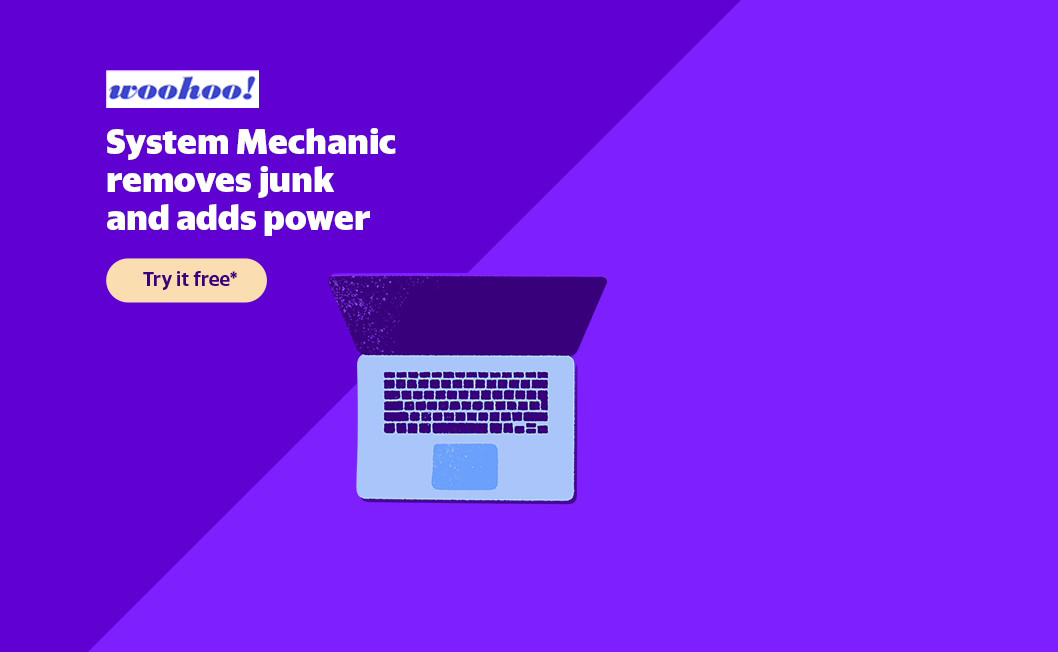 woohoo!
System Mechanic
removes junk
and adds power
Try it free*